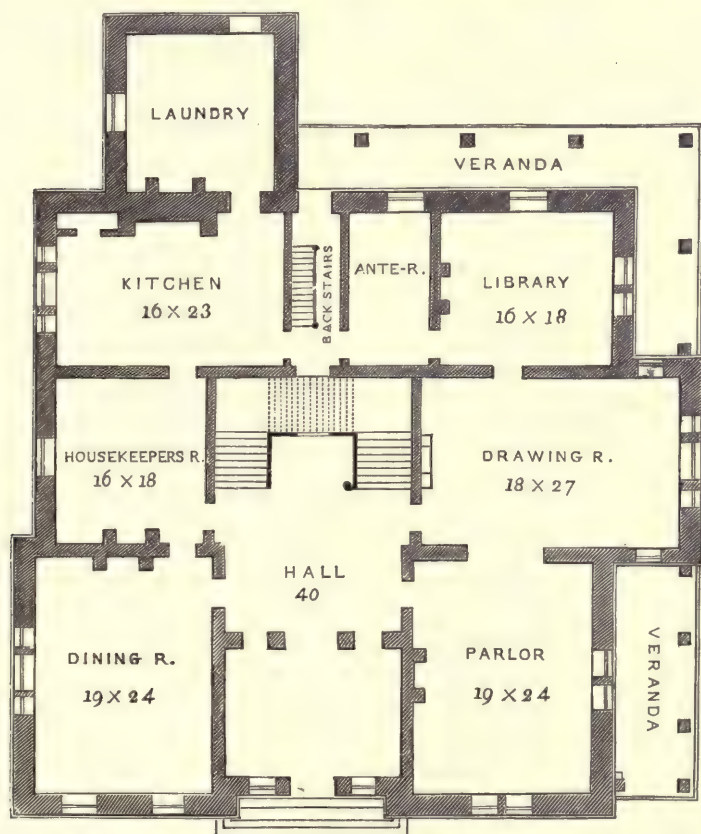 LAUNDRY
VERANDA
KITCHEN
16 × 23
BACK STAIRS
ANTE-R.
LIBRARY
16 × 18
HOUSEKEEPERS R.
16 × 18
DRAWING R.
18 × 27
HALL
40
DINING R.
19 × 24
PARLOR
19 × 24
VERANDA